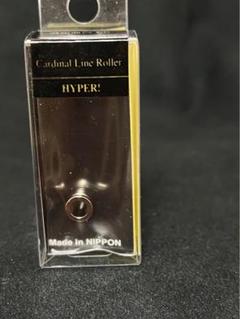 Cardinal Line Roller
HYPER!
Made in NIPPON